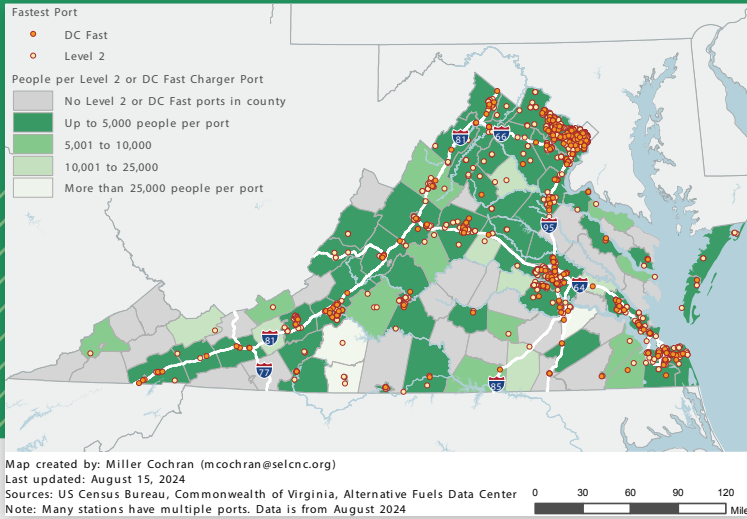 Fastest Port
DC Fast
Level 2
People per Level 2 or DC Fast Charger Port
No Level 2 or DC Fast ports in county
Up to 5,000 people per port
5,001 to 10,000
10,001 to 25,000
More than 25,000 people per port
81
66
95
64
81
77
85
Map created by: Miller Cochran (mcochran@selcnc.org)
Last updated: August 15, 2024
Sources: US Census Bureau, Commonwealth of Virginia, Alternative Fuels Data Center
Note: Many stations have multiple ports. Data is from August 2024
0 30 60 90 120
Mile